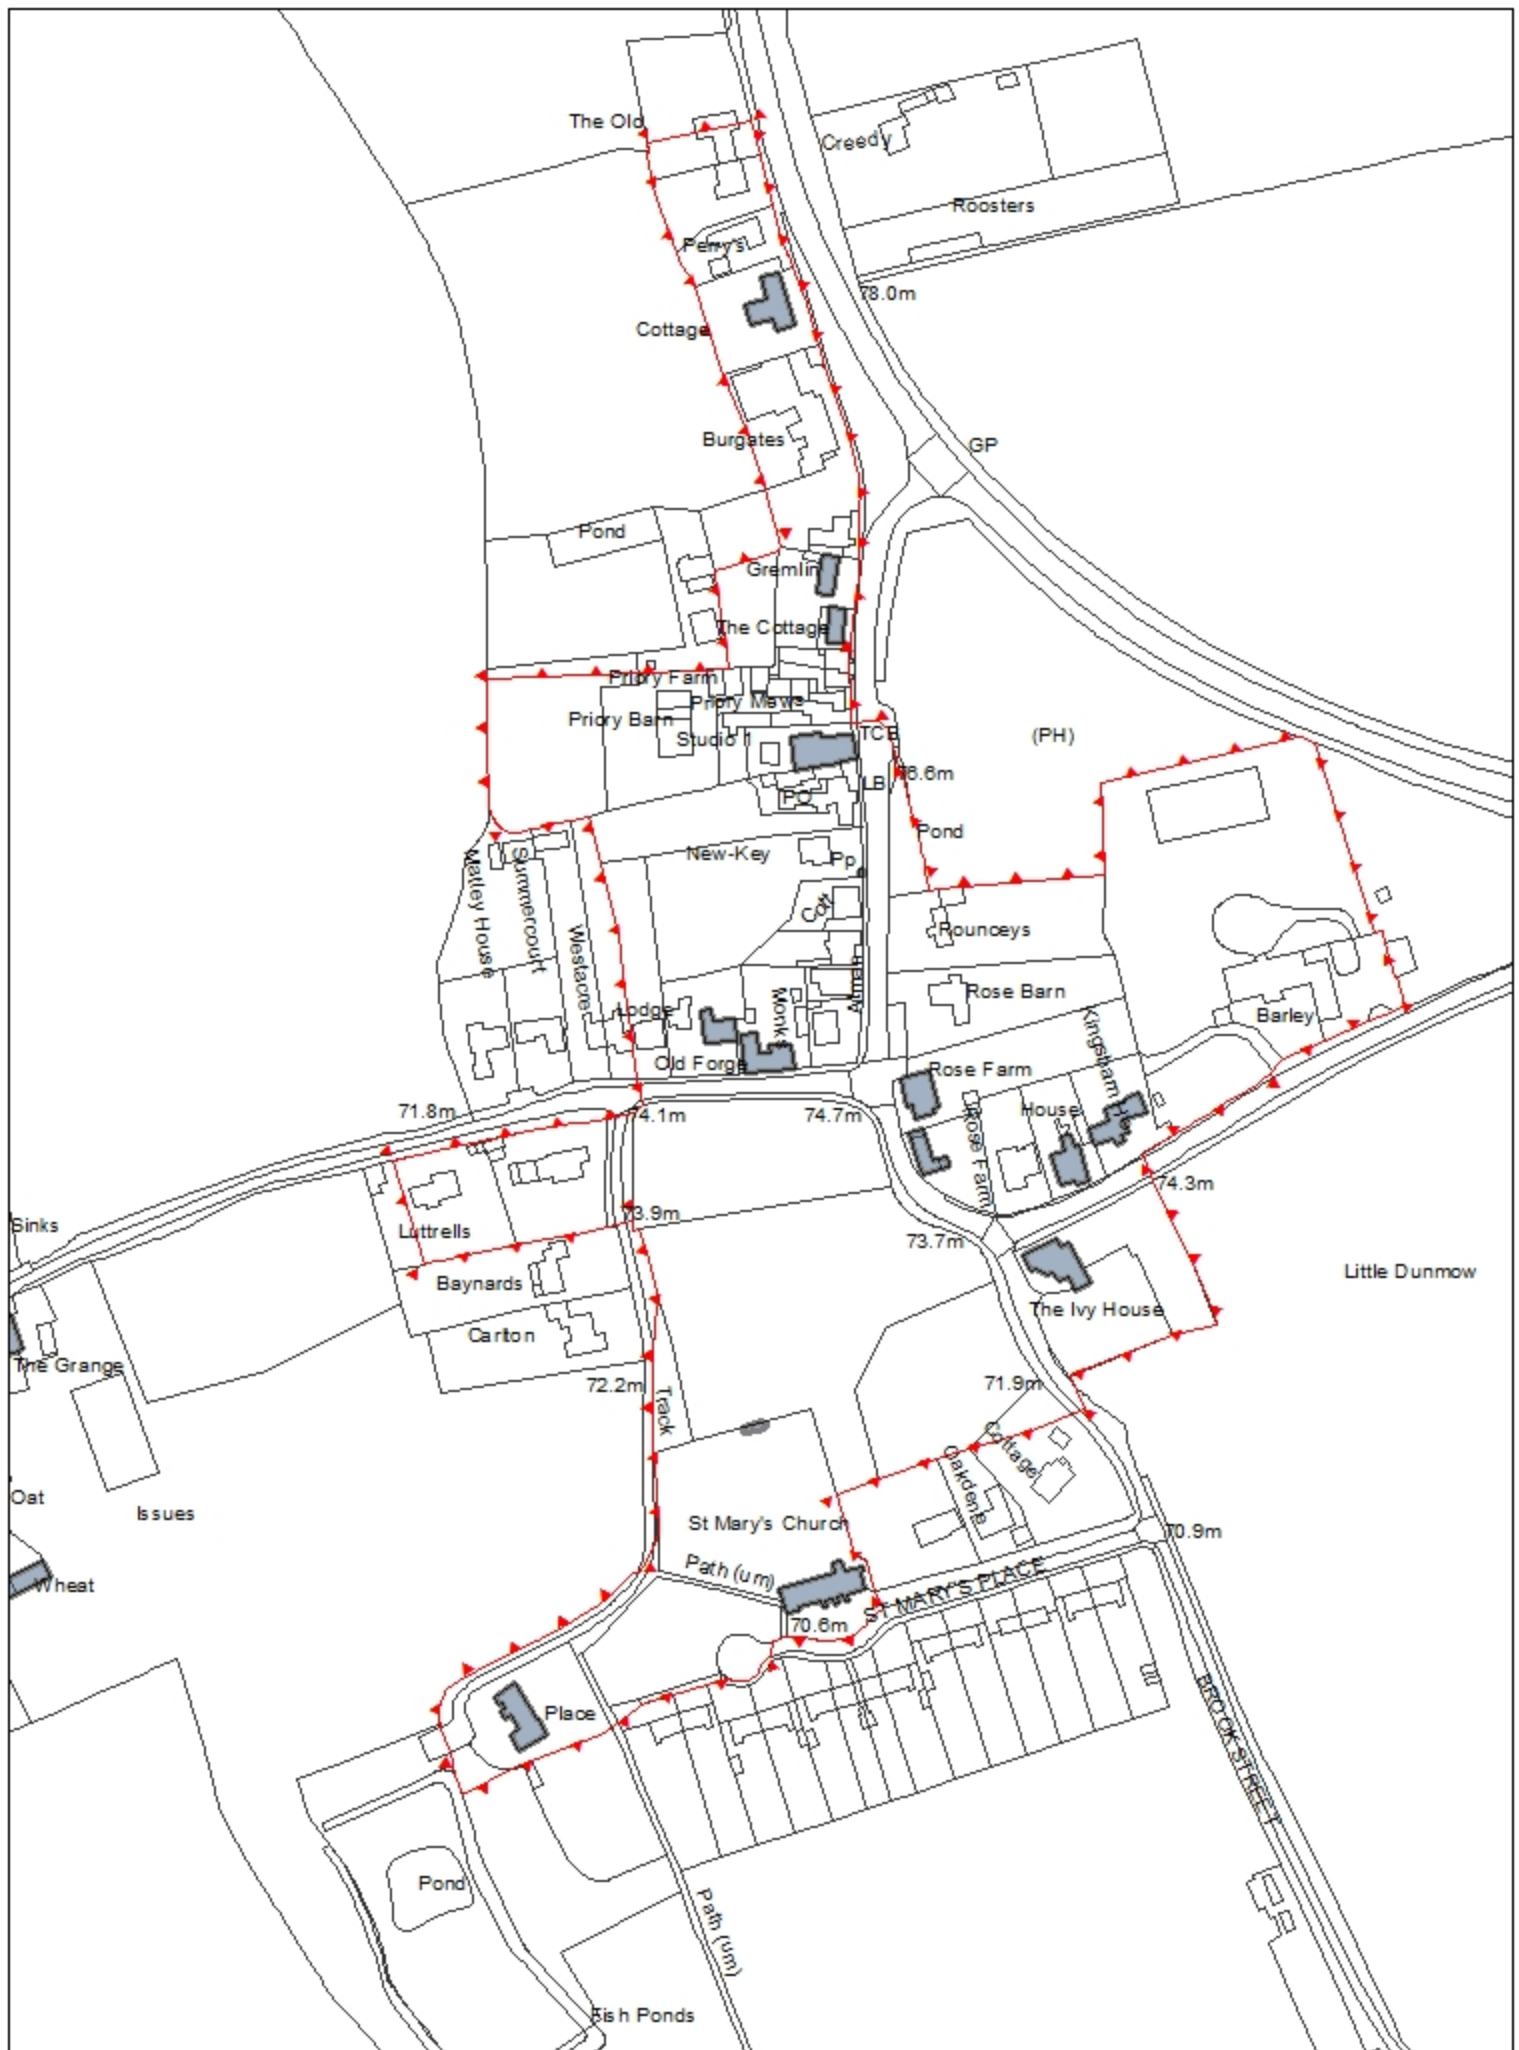 The Old
Creedy
Roosters
Perry's
78.0m
Cottage
Burgates
GP
Pond
Gremlin
The Cottage
Priory Farm
Priory Mews
Priory Barn
TCB
(PH)
Studio 1
76.6m
LB
PO
Pond
New-Key
Pp
Matley House
Summercourt
Cott
Westacre
Rounceys
Rose Barn
Monks
Lodge
Barley
Kingsbarn
Old Forge
Rose Farm
House
71.8m
74.1m
74.7m
Rose Farm
74.3m
73.9m
Sinks
Luttrells
73.7m
Little Dunmow
Baynards
The Ivy House
Carlton
The Grange
72.2m
71.9m
Track
Cottage
Oakdene
Oat
Issues
St Mary's Church
70.9m
Path (um)
Wheat
ST MARY'S PLACE
70.6m
Place
BROOK STREET
Pond
Path (um)
Fish Ponds